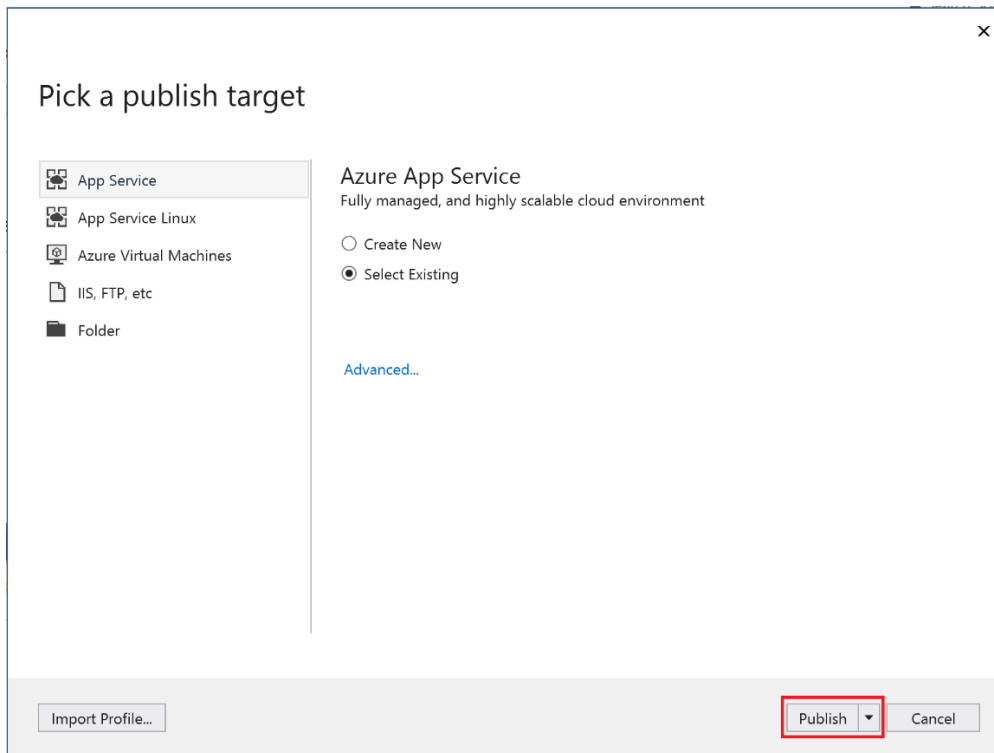 Pick a publish target
App Service
App Service Linux
Azure Virtual Machines
IIS, FTP, etc
Folder
Azure App Service
Fully managed, and highly scalable cloud environment
Create New
Select Existing
Advanced...
Import Profile...
Publish
Cancel